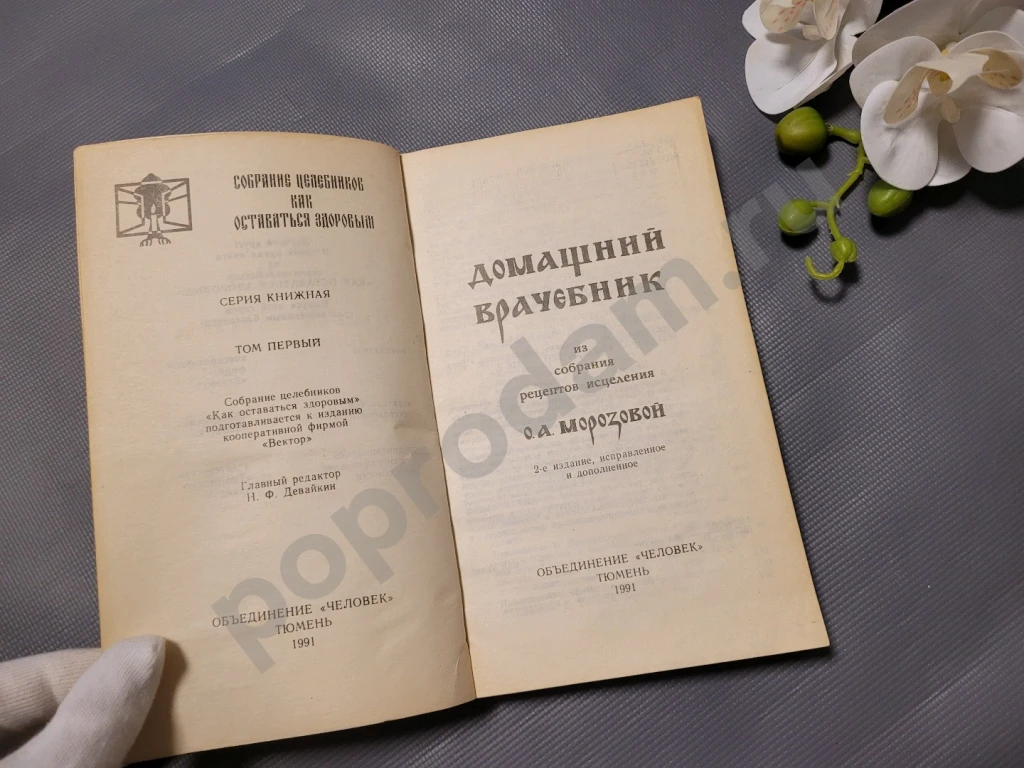 СОБРАНИЕ ЦЕЛЕБНИКОВ
КАК
ОСТАВАТЬСЯ ЗДОРОВЫМ
СЕРИЯ КНИЖНАЯ
ТОМ ПЕРВЫЙ
Собрание целебников
«Как оставаться здоровым»
подготавливается к изданию
кооперативной фирмой
«Вектор»
Главный редактор
Н. Ф. Девайкин
ОБЪЕДИНЕНИЕ «ЧЕЛОВЕК»
ТЮМЕНЬ
1991
ДОМАШНИЙ
ВРАЧЕБНИК
из
собрания
рецептов исцеления
О.А. МОРОЗОВОЙ
2-е издание, исправленное
и дополненное
ОБЪЕДИНЕНИЕ «ЧЕЛОВЕК»
ТЮМЕНЬ
1991
poprodam.ru